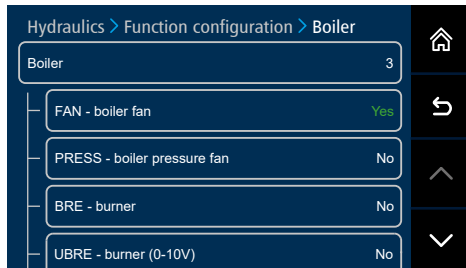 Hydraulics > Function configuration > Boiler
Boiler 3
FAN - boiler fan Yes
PRESS - boiler pressure fan No
BRE - burner No
UBRE - burner (0-10V) No